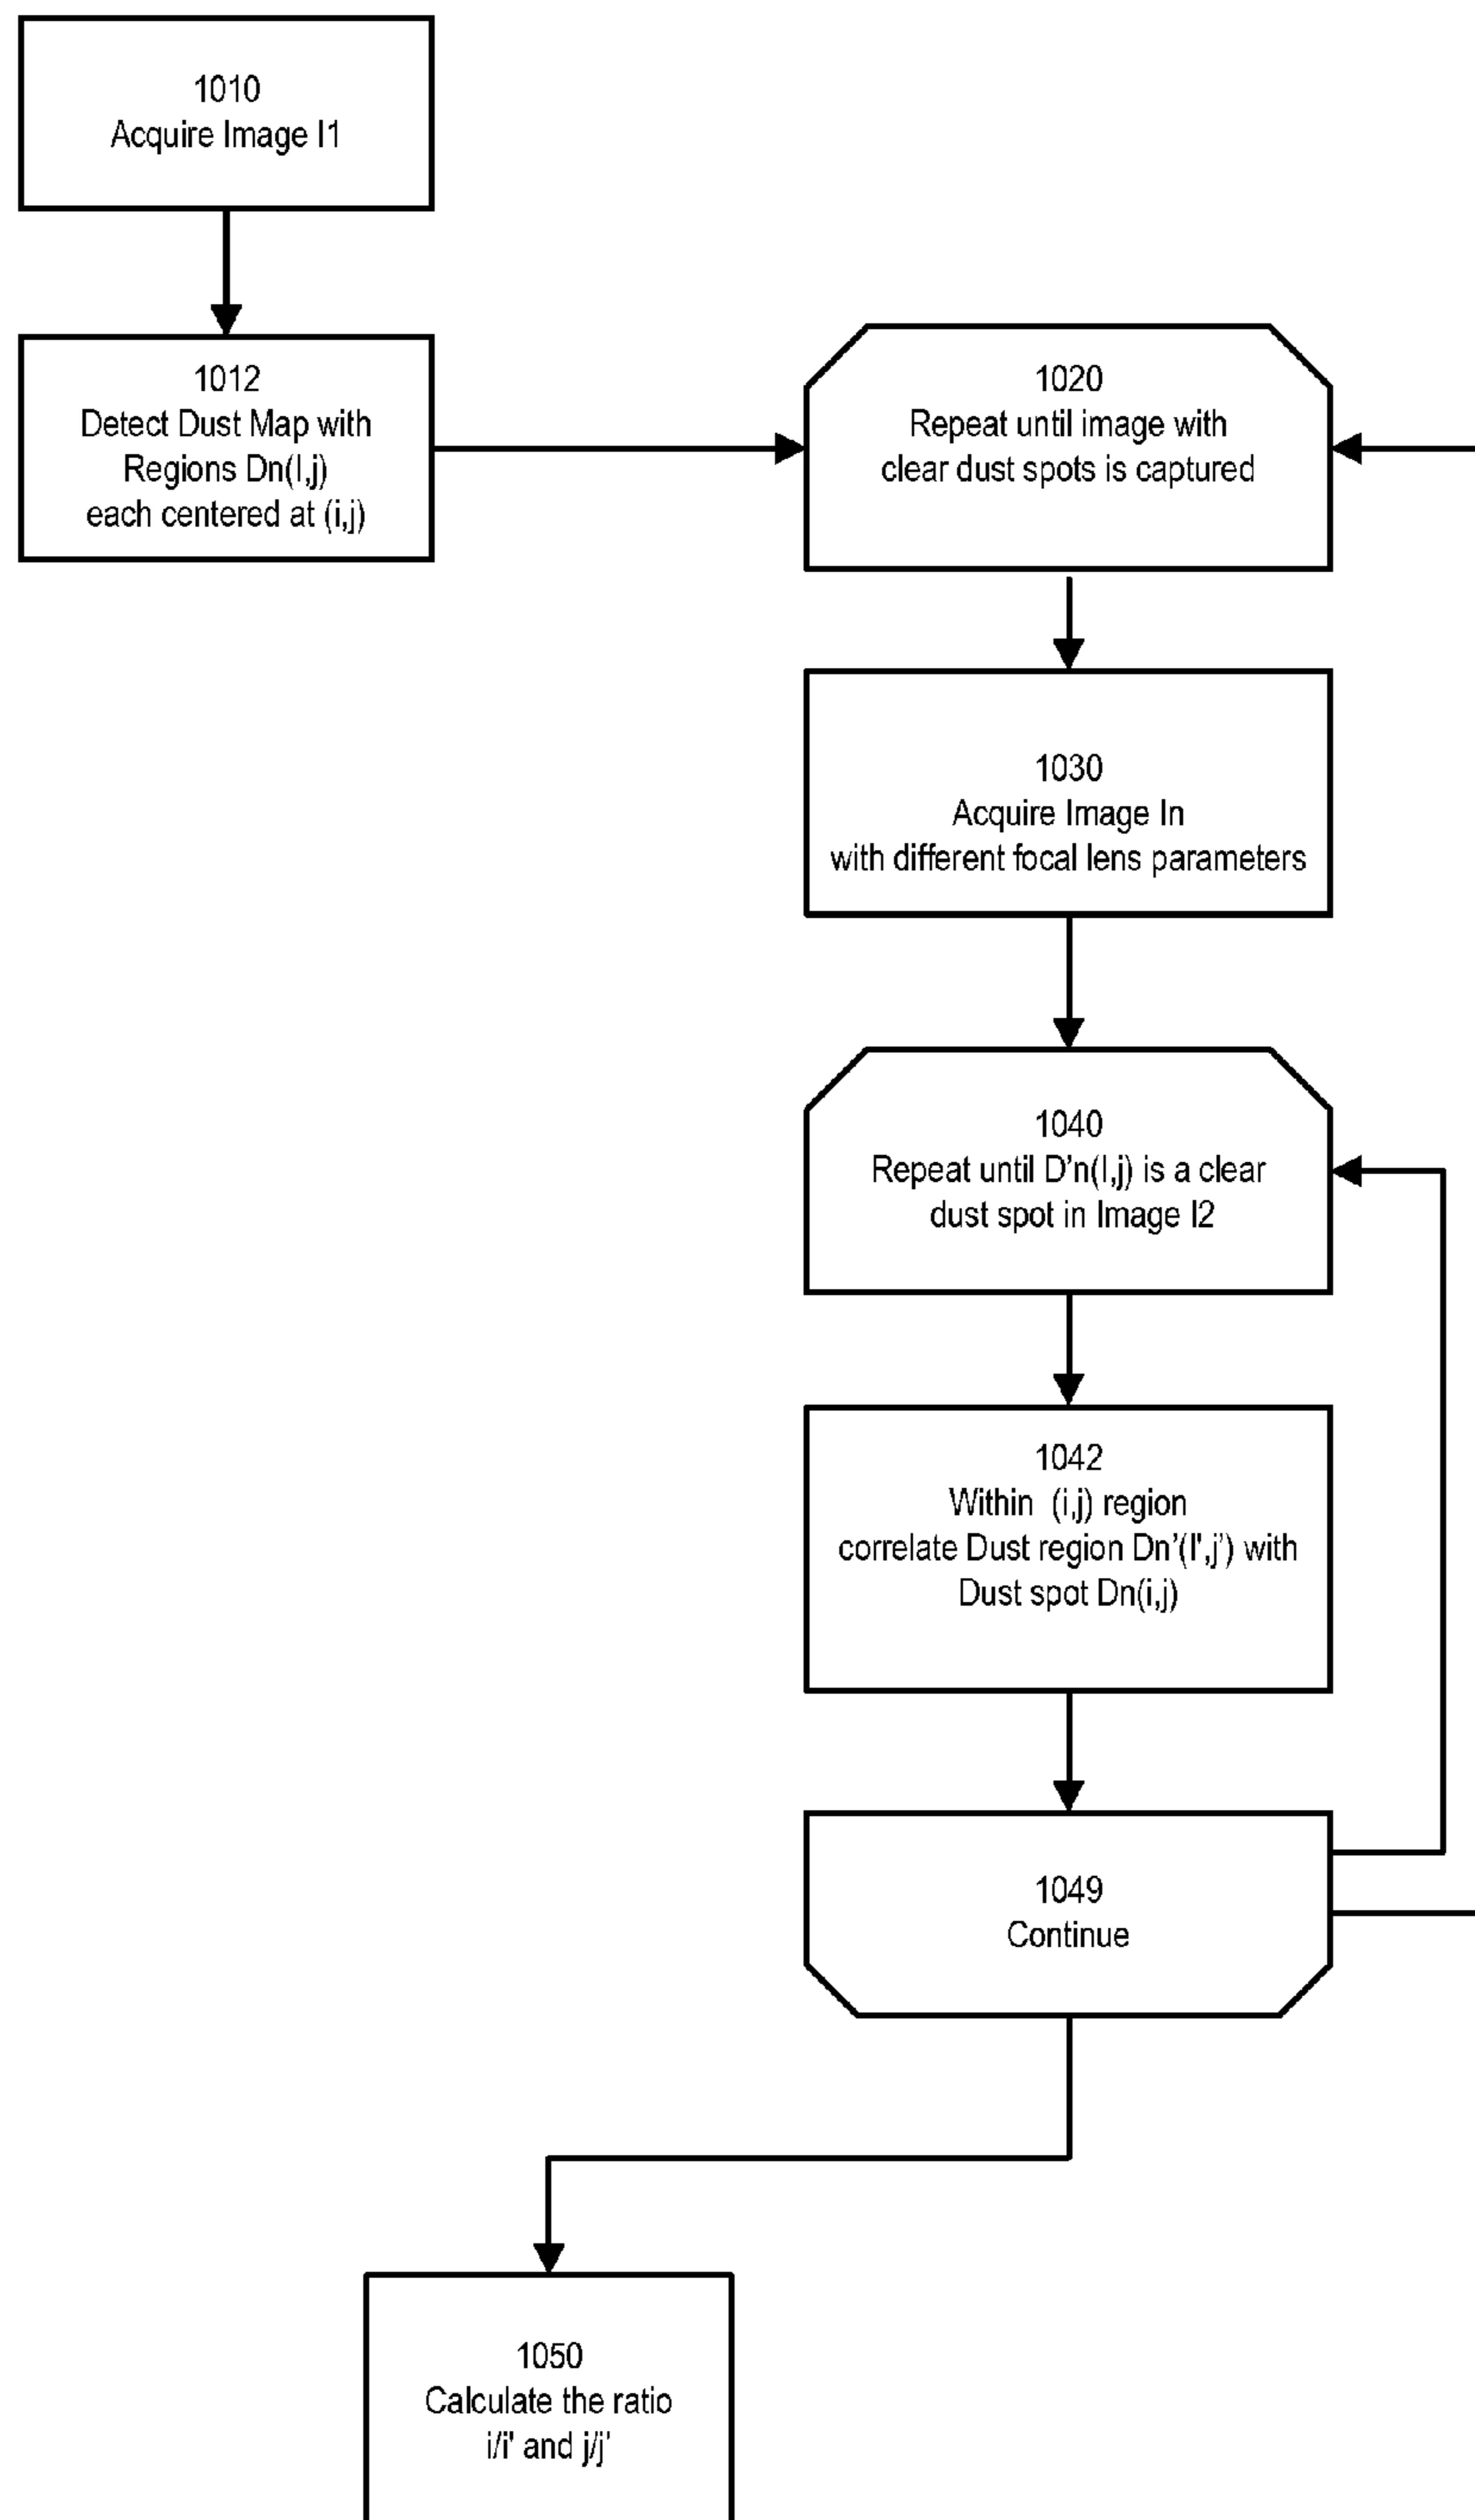 1010
Acquire Image I1
1012
Detect Dust Map with
Regions Dn(I,j)
each centered at (i,j)
1020
Repeat until image with
clear dust spots is captured
1030
Acquire Image In
with different focal lens parameters
1040
Repeat until D'n(I,j) is a clear
dust spot in Image I2
1042
Within (i,j) region
correlate Dust region Dn'(I',j') with
Dust spot Dn(i,j)
1049
Continue
1050
Calculate the ratio
i/i' and j/j'